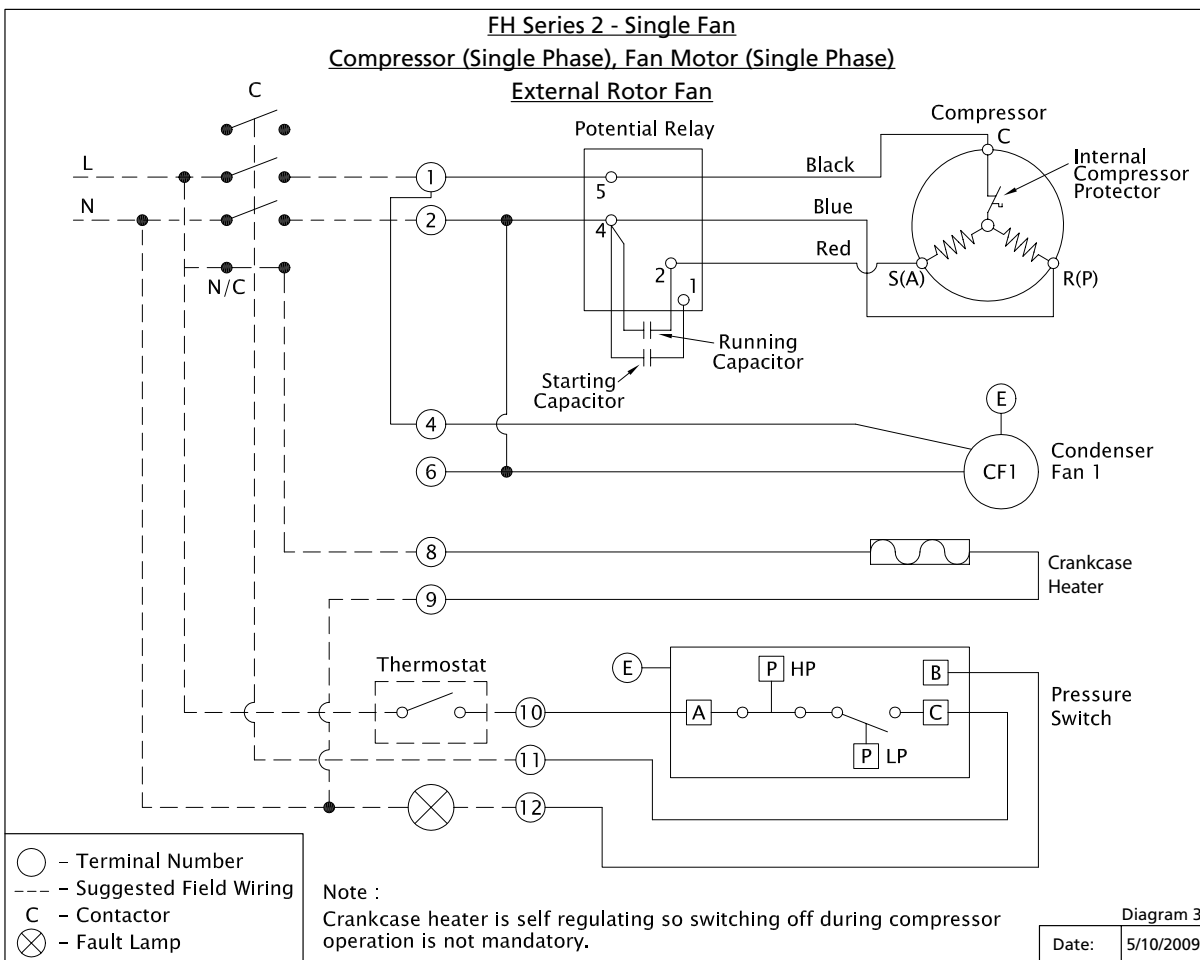 FH Series 2 - Single Fan
Compressor (Single Phase), Fan Motor (Single Phase)
External Rotor Fan
C
L
N
N/C
1
2
Potential Relay
5
4
2
1
Running
Capacitor
Starting
Capacitor
Black
Blue
Red
Compressor
C
Internal
Compressor
Protector
S(A)
R(P)
4
6
E
CF1
Condenser
Fan 1
8
9
Crankcase
Heater
Thermostat
10
11
12
E
P HP
A
B
C
P LP
Pressure
Switch
– Terminal Number
– Suggested Field Wiring
C – Contactor
– Fault Lamp
Note :
Crankcase heater is self regulating so switching off during compressor
operation is not mandatory.
Diagram 3
Date: 5/10/2009